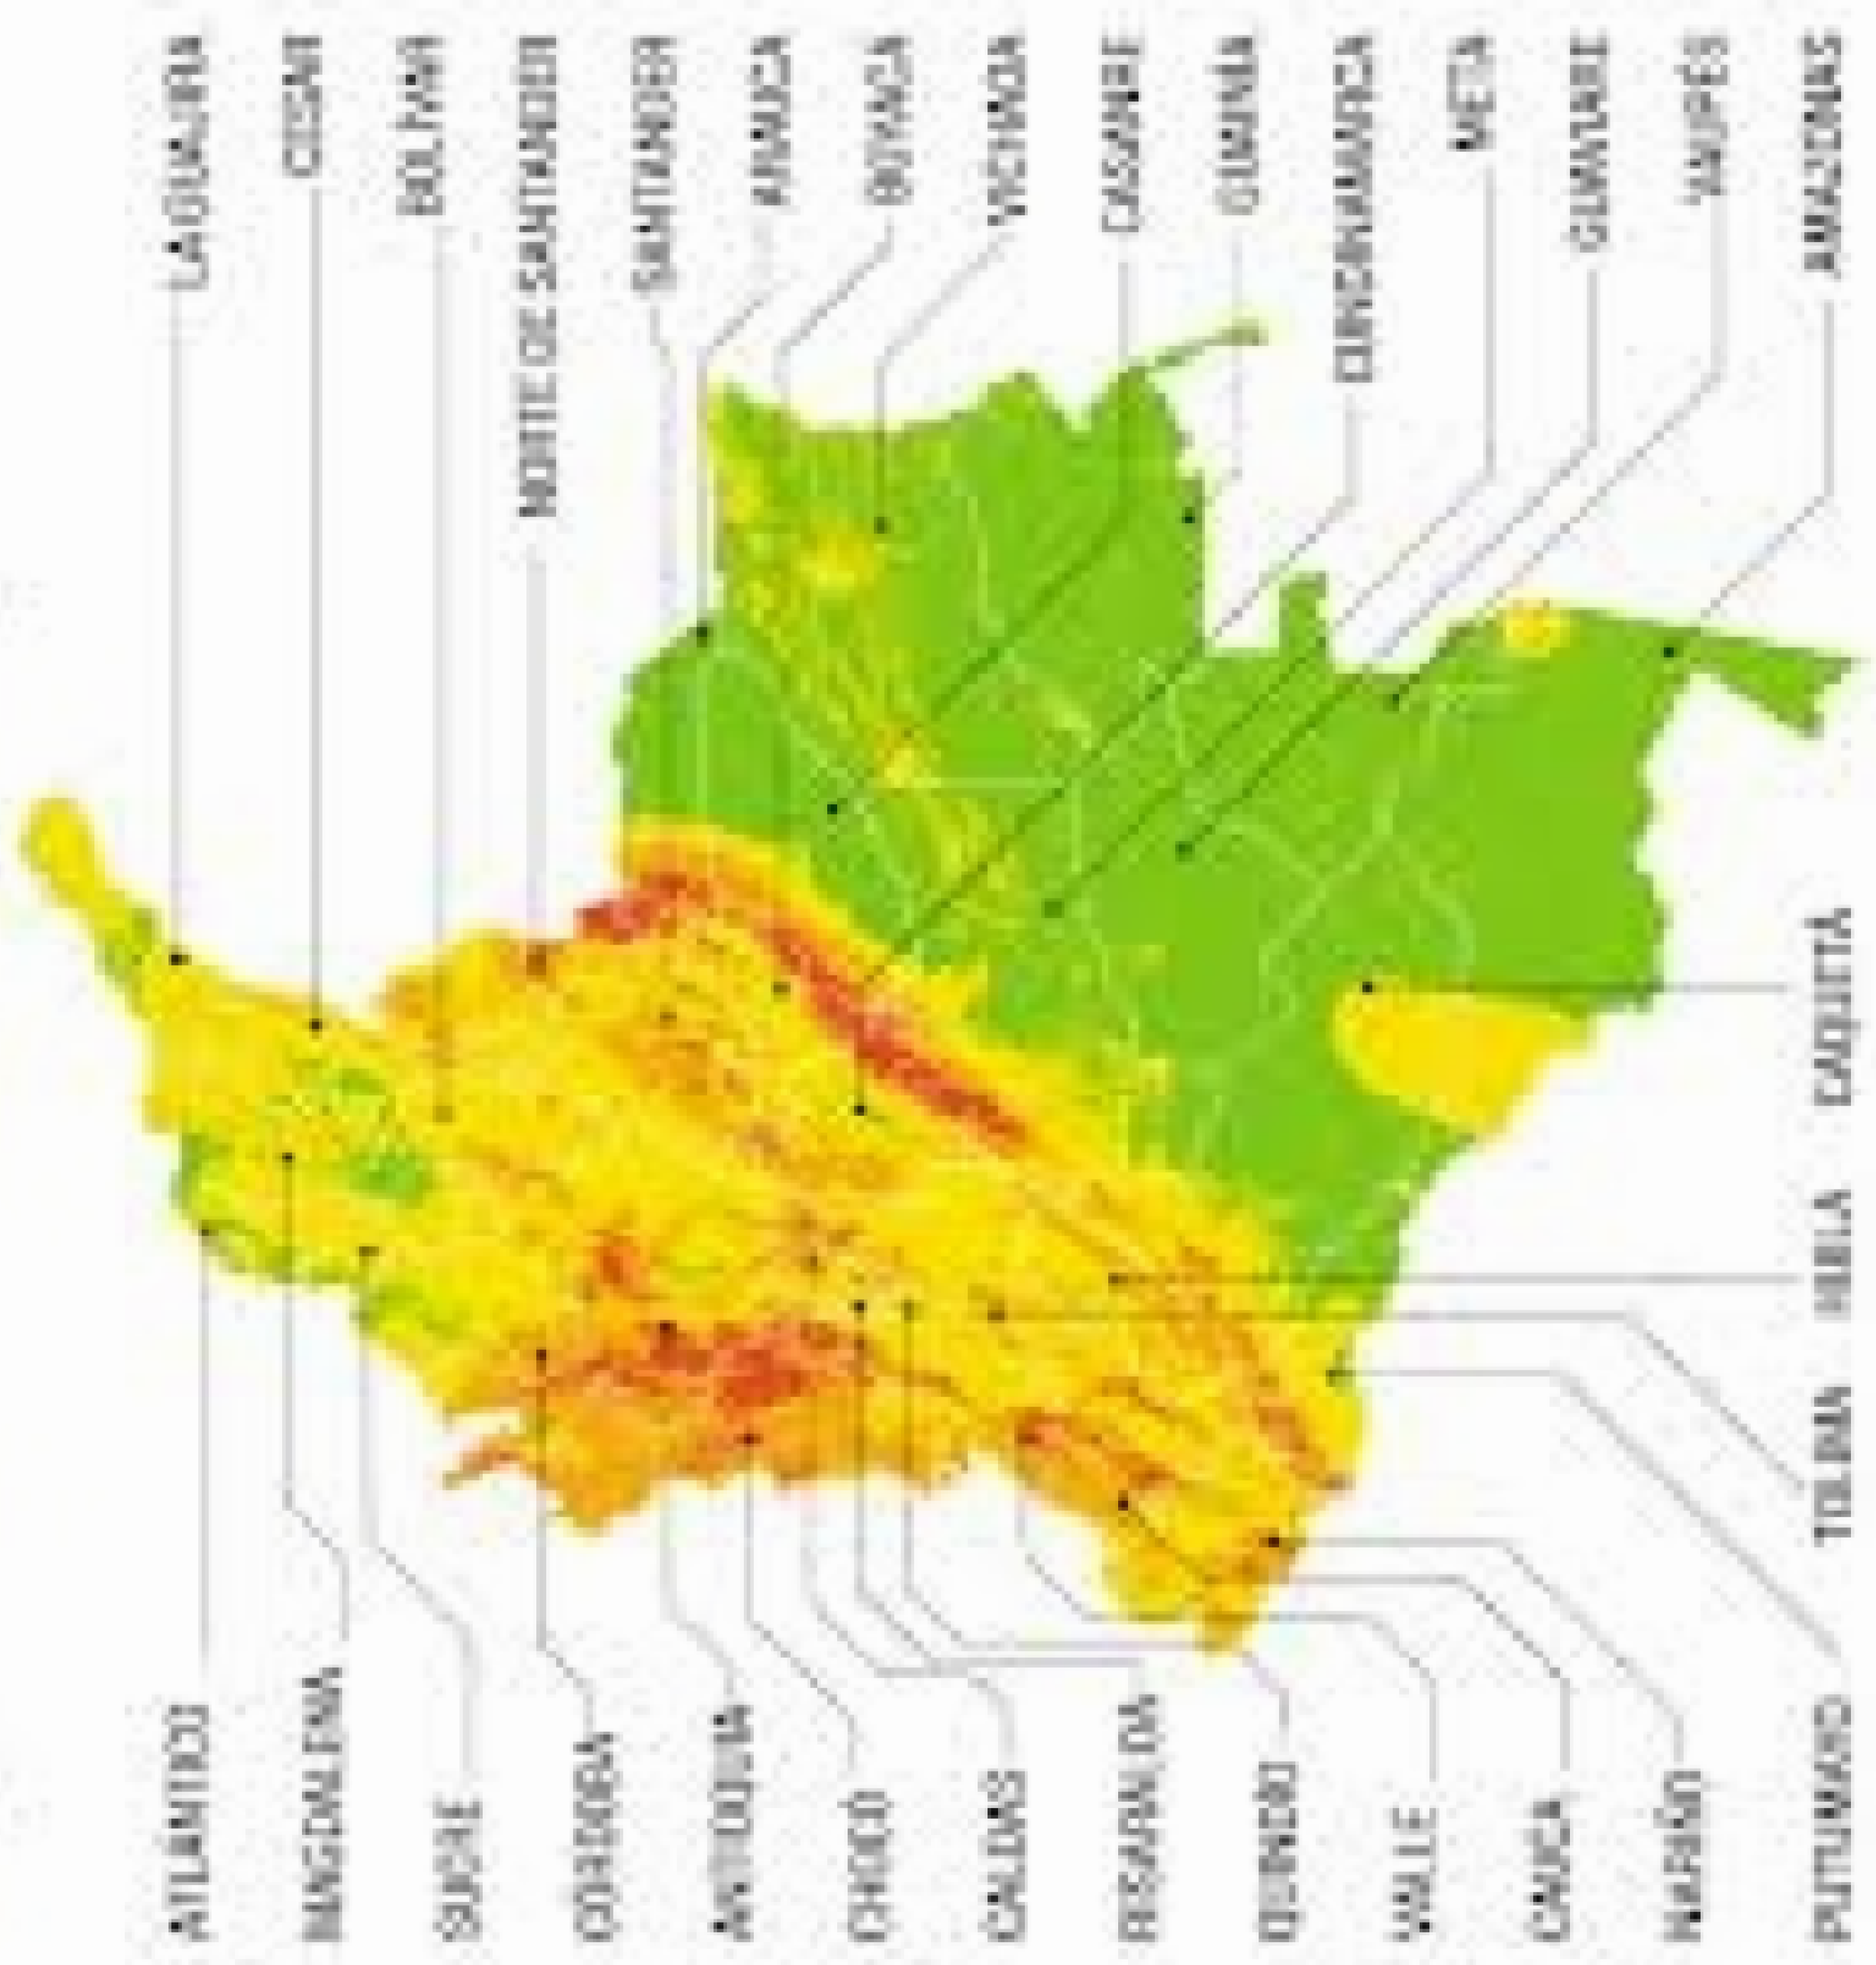 LA GUAJIRA
CESAR
BOLÍVAR
NORTE DE SANTANDER
SANTANDER
ARAUCA
BOYACÁ
VICHADA
CASANARE
GUAINÍA
CUNDINAMARCA
META
GUAVIARE
VAUPÉS
AMAZONAS
CAQUETÁ
HUILA
TOLIMA
ATLÁNTICO
MAGDALENA
SUCRE
CÓRDOBA
ANTIOQUIA
CHOCÓ
CALDAS
RISARALDA
QUINDÍO
VALLE
CAUCA
NARIÑO
PUTUMAYO